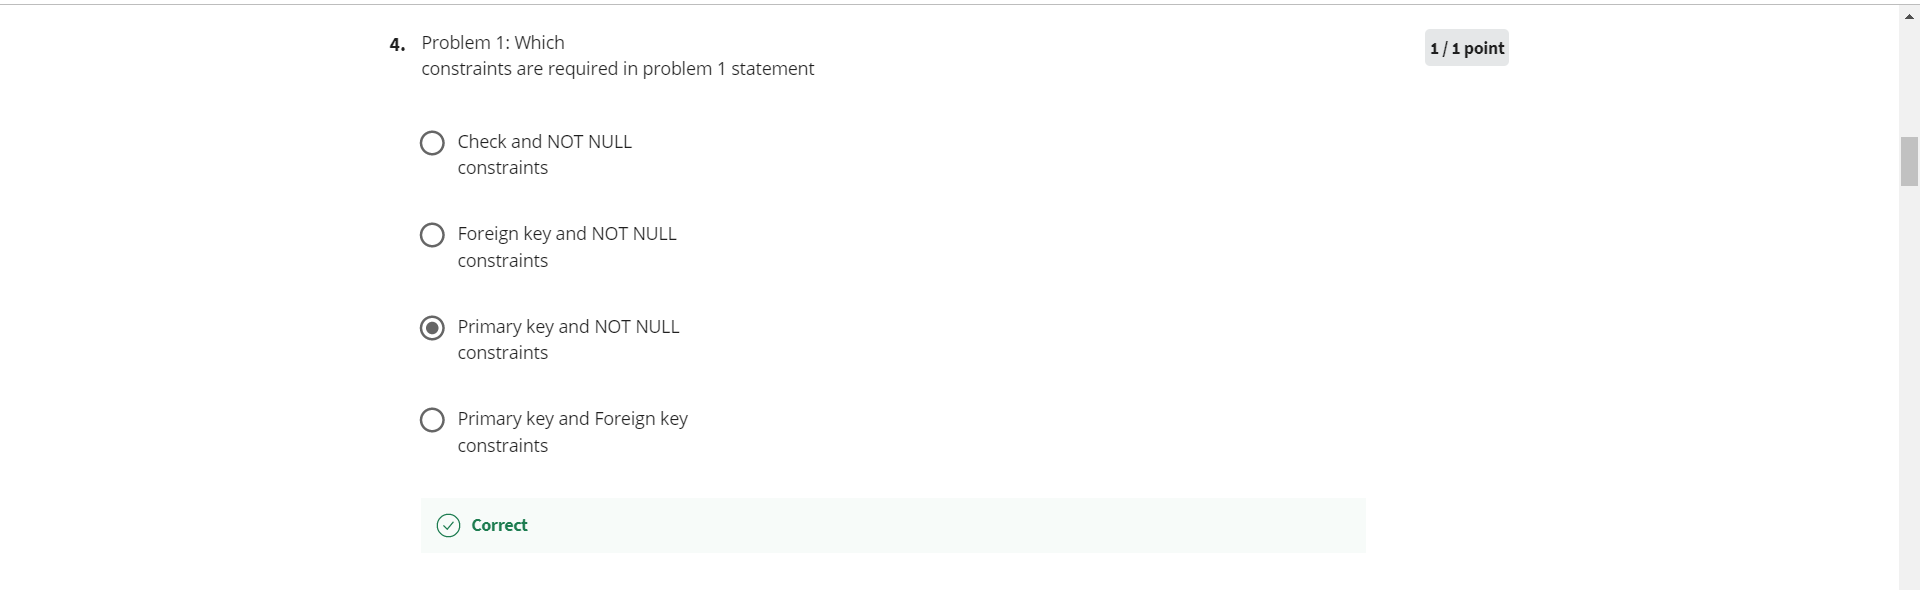 4. Problem 1: Which
1 / 1 point
constraints are required in problem 1 statement
Check and NOT NULL
constraints
Foreign key and NOT NULL
constraints
Primary key and NOT NULL
constraints
Primary key and Foreign key
constraints
Correct